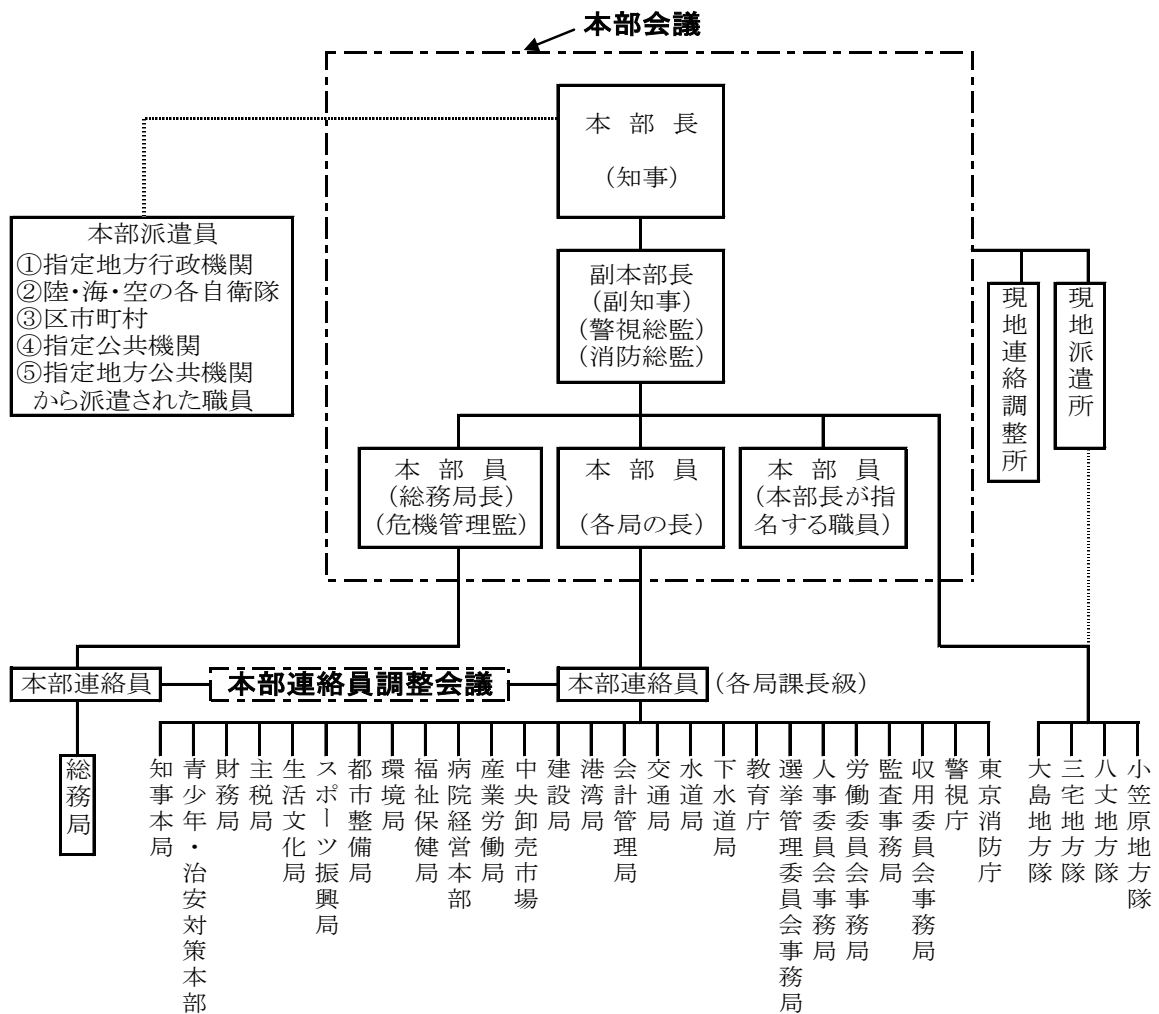 本部会議
本 部 長
（知事）
本部派遣員
①指定地方行政機関
②陸・海・空の各自衛隊
③区市町村
④指定公共機関
⑤指定地方公共機関
から派遣された職員
副本部長
（副知事）
（警視総監）
（消防総監）
現地連絡調整所
現地派遣所
本 部 員
（総務局長）
（危機管理監）
本 部 員
（各局の長）
本 部 員
（本部長が指
名する職員）
本部連絡員
本部連絡員調整会議
本部連絡員
（各局課長級）
総務局
知事本局
青少年・治安対策本部
財務局
主税局
生活文化局
スポーツ振興局
都市整備局
環境局
福祉保健局
病院経営本部
産業労働局
中央卸売市場
建設局
港湾局
会計管理局
交通局
水道局
下水道局
教育庁
選挙管理委員会事務局
人事委員会事務局
労働委員会事務局
監査事務局
収用委員会事務局
警視庁
東京消防庁
大島地方隊
三宅地方隊
八丈地方隊
小笠原地方隊